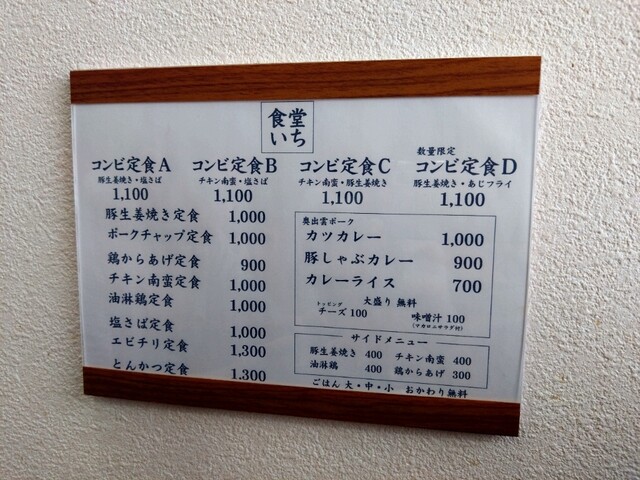 食堂
いち
コンビ定食A
豚生姜焼き・塩さば
1,100
コンビ定食B
チキン南蛮・塩さば
1,100
コンビ定食C
チキン南蛮・豚生姜焼き
1,100
数量限定
コンビ定食D
豚生姜焼き・あじフライ
1,100
豚生姜焼き定食 1,000
ポークチャップ定食 1,000
鶏からあげ定食 900
チキン南蛮定食 1,000
油淋鶏定食 1,000
塩さば定食 1,000
エビチリ定食 1,300
とんかつ定食 1,300
奥出雲ポーク
カツカレー 1,000
豚しゃぶカレー 900
カレーライス 700
大盛り 無料
トッピング
チーズ 100
味噌汁 100
(マカロニサラダ付)
サイドメニュー
豚生姜焼き 400 チキン南蛮 400
油淋鶏 400 鶏からあげ 300
ごはん 大・中・小 おかわり無料